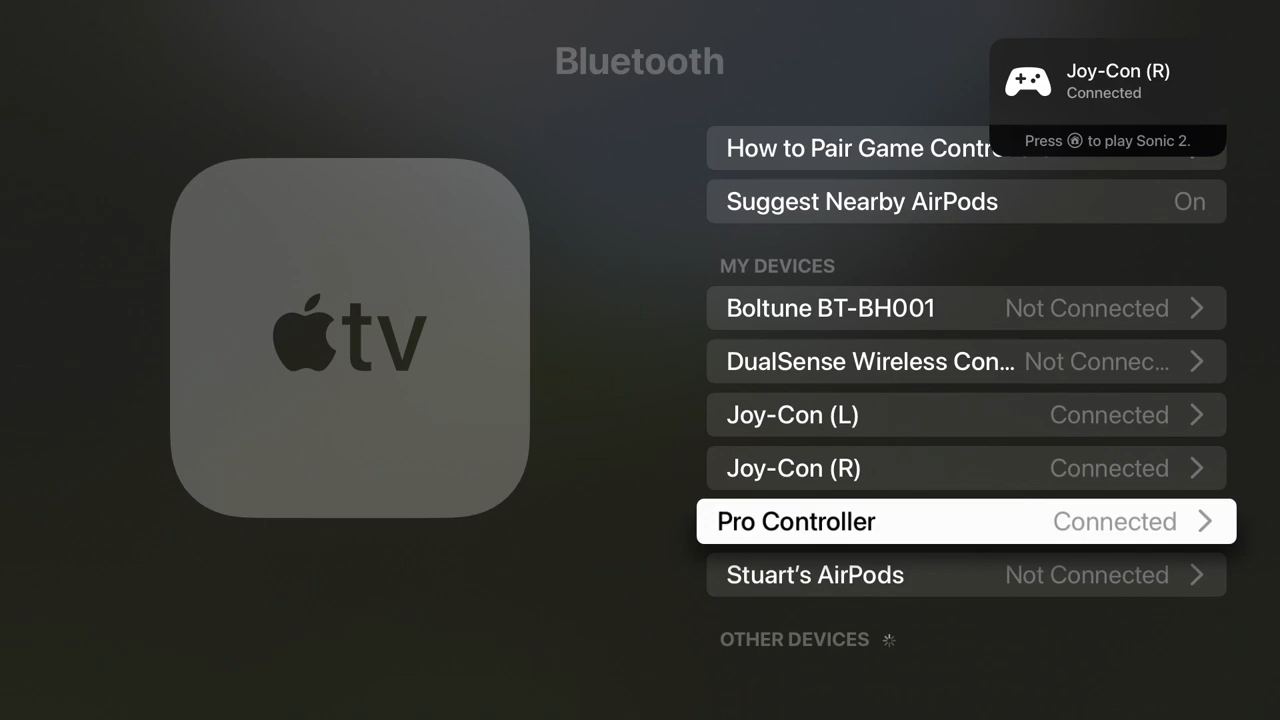 Bluetooth
Joy-Con (R)
Connected
Press to play Sonic 2.
How to Pair Game Contr
Suggest Nearby AirPods On
MY DEVICES
Boltune BT-BH001 Not Connected
DualSense Wireless Con... Not Connec...
Joy-Con (L) Connected
Joy-Con (R) Connected
Pro Controller Connected
Stuart’s AirPods Not Connected
OTHER DEVICES
tv